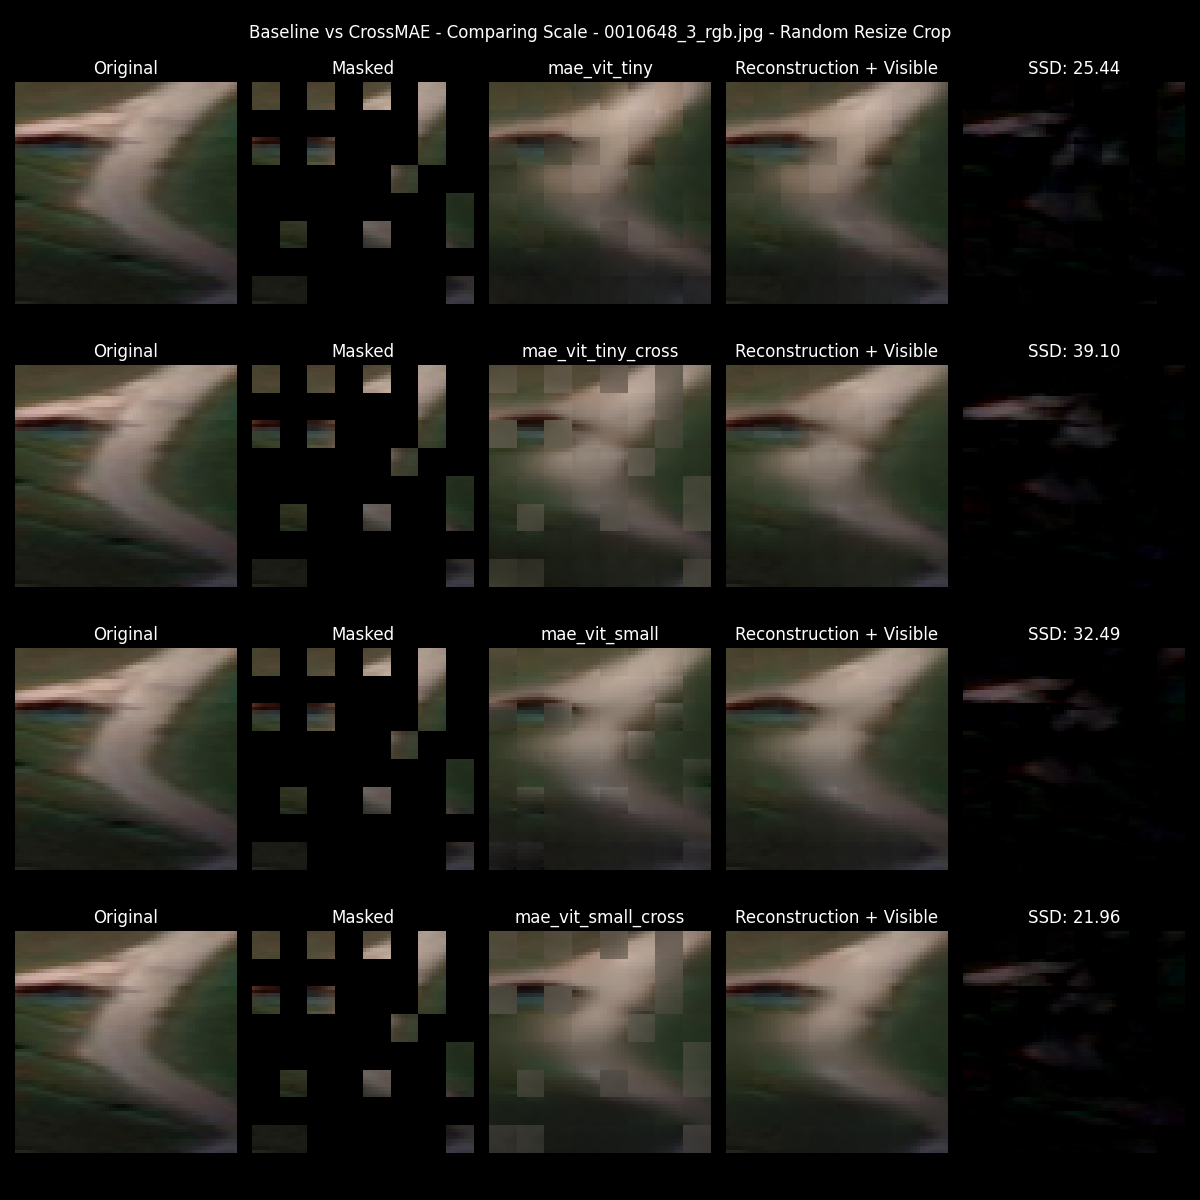 Baseline vs CrossMAE - Comparing Scale - 0010648_3_rgb.jpg - Random Resize Crop
Original Masked mae_vit_tiny Reconstruction + Visible SSD: 25.44
Original Masked mae_vit_tiny_cross Reconstruction + Visible SSD: 39.10
Original Masked mae_vit_small Reconstruction + Visible SSD: 32.49
Original Masked mae_vit_small_cross Reconstruction + Visible SSD: 21.96